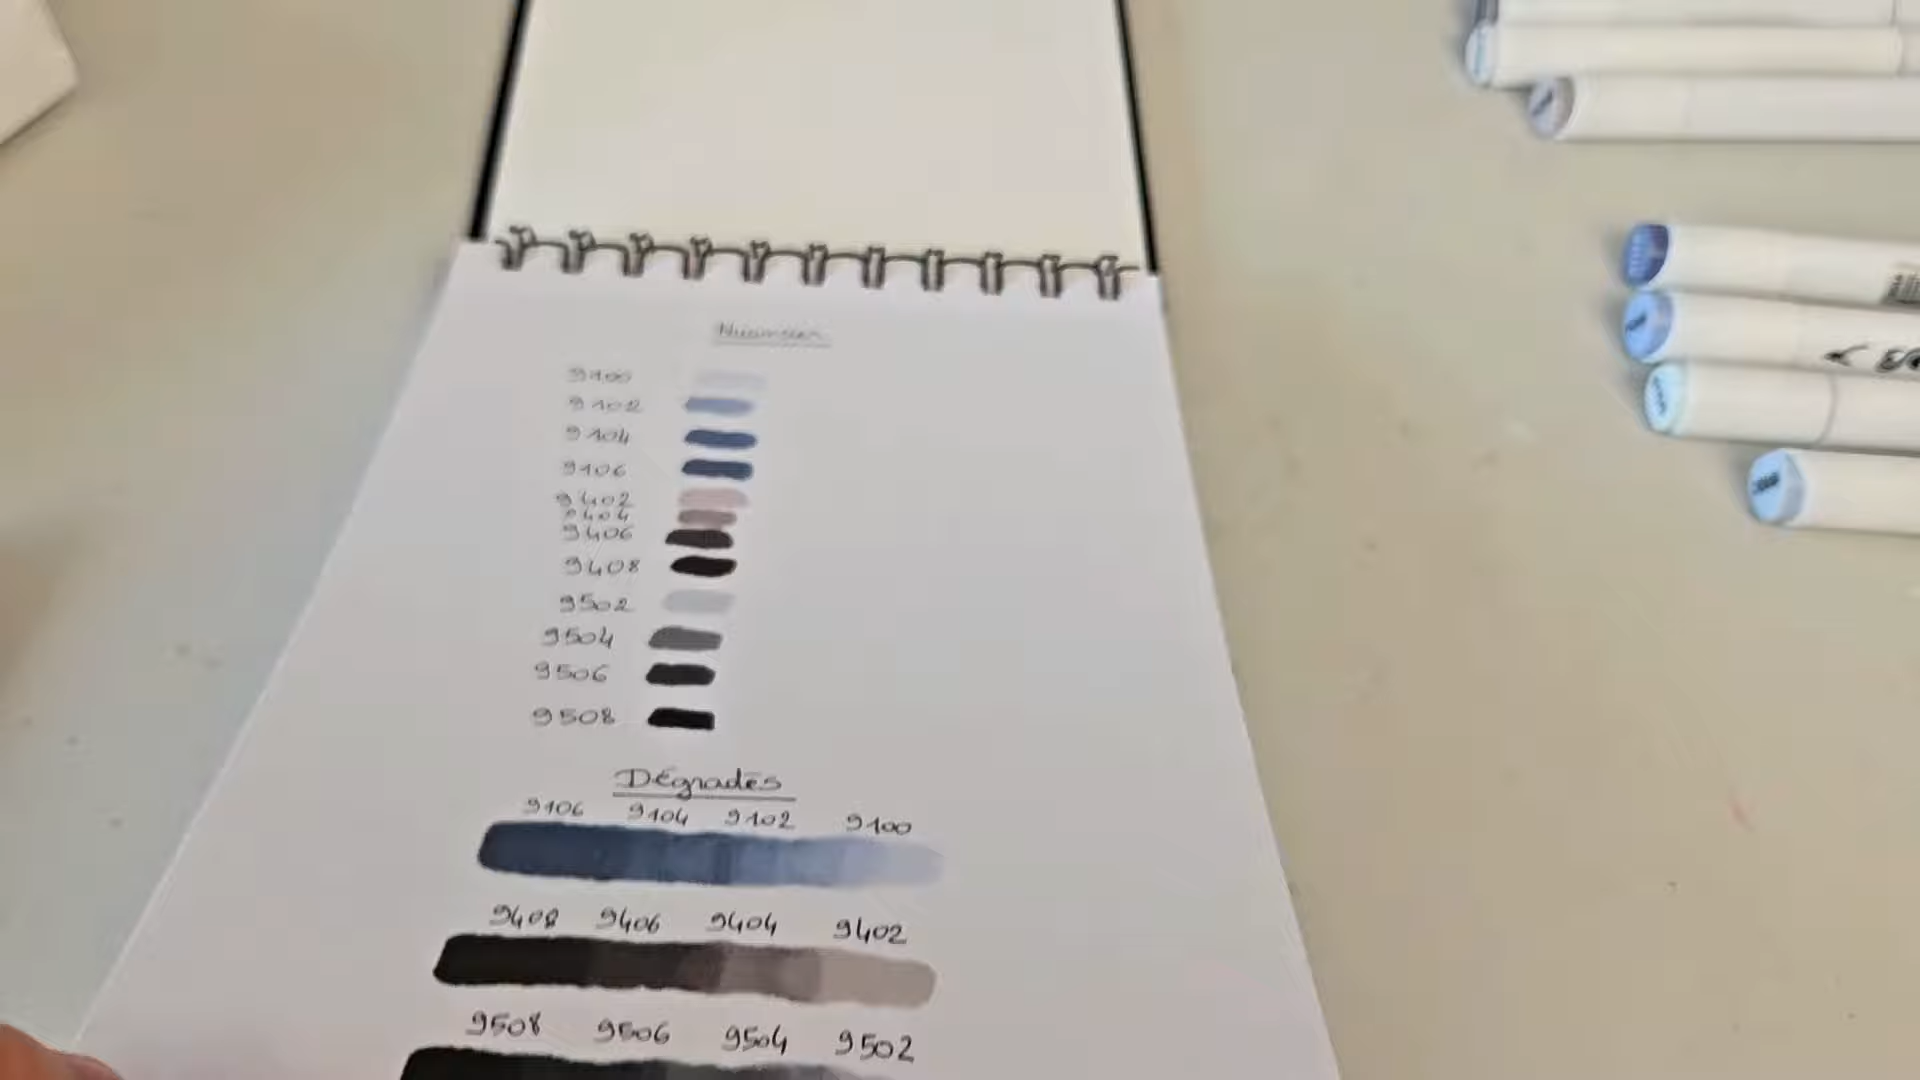 Nuancier
9100
9102
9104
9106
9402
9404
9406
9408
9502
9504
9506
9508
Dégradés
9106 9104 9102 9100
9408 9406 9404 9402
9508 9506 9504 9502